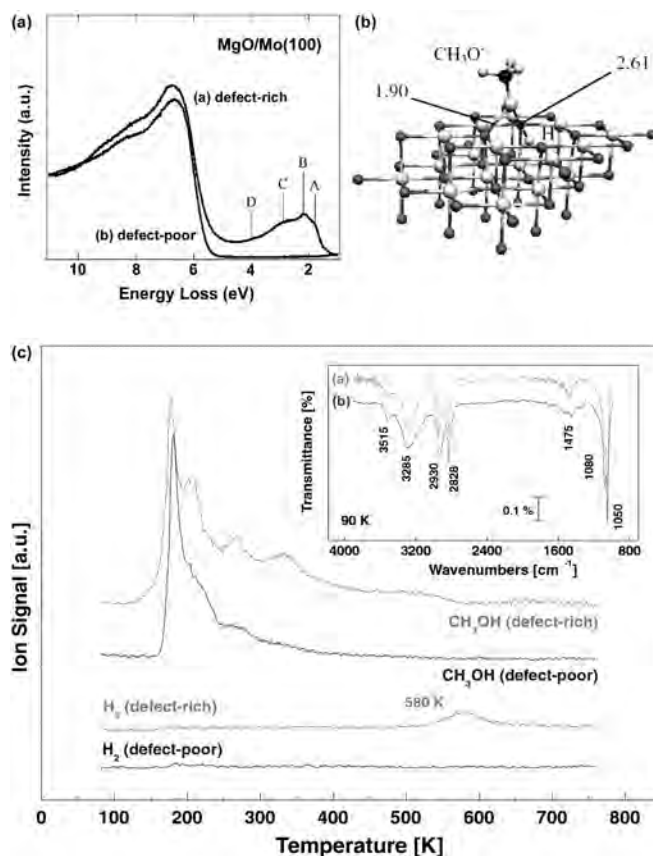 (a)
MgO/Mo(100)
(a) defect-rich
(b) defect-poor
D
C
B
A
Intensity (a.u.)
10
8
6
4
2
Energy Loss (eV)
(b)
CH₃O⁻
1.90
2.61
(c)
(a)
(b)
3515
3285
2930
2828
1475
1080
1050
0.1 %
90 K
Transmittance [%]
4000
3200
2400
1600
800
Wavenumbers [cm⁻¹]
CH₃OH (defect-rich)
CH₃OH (defect-poor)
H₂ (defect-rich)
580 K
H₂ (defect-poor)
Ion Signal [a.u.]
0
100
200
300
400
500
600
700
800
Temperature [K]